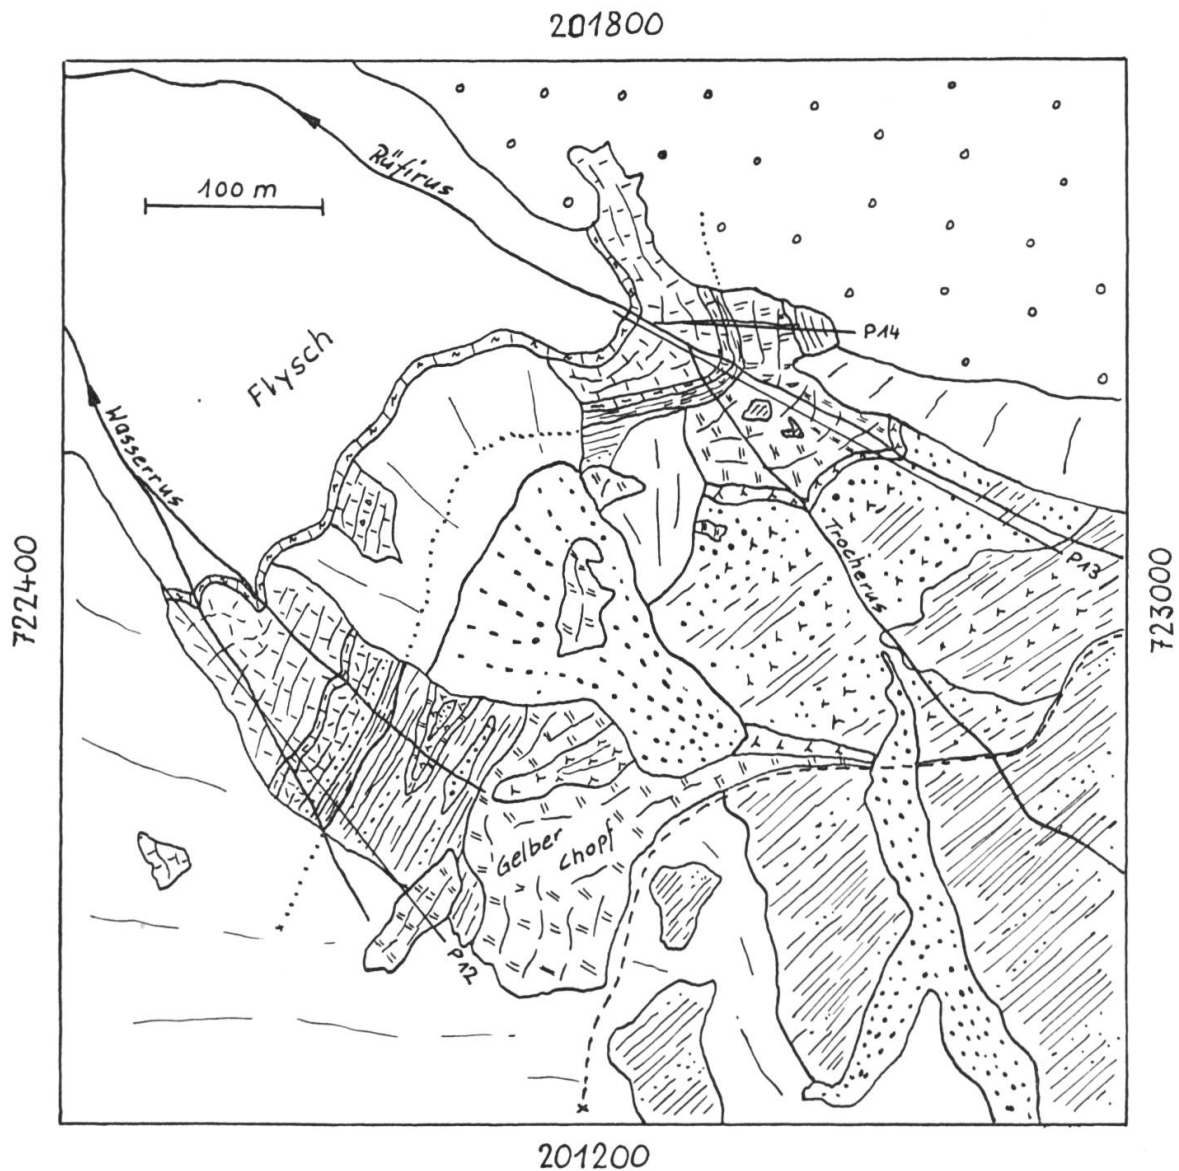 201800
Rüfirus
100 m
P14
Flysch
Wasserrus
722400
Trocherus
P13
723000
Gelber
chopf
P12
201200